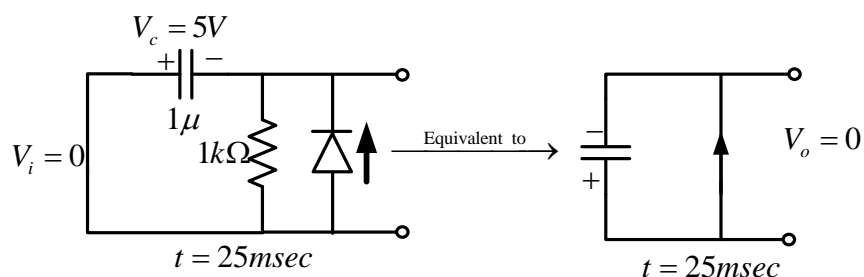 V_c = 5V
+ −
1μ
V_i = 0
1kΩ
t = 25msec
Equivalent to
−
+
V_o = 0
t = 25msec